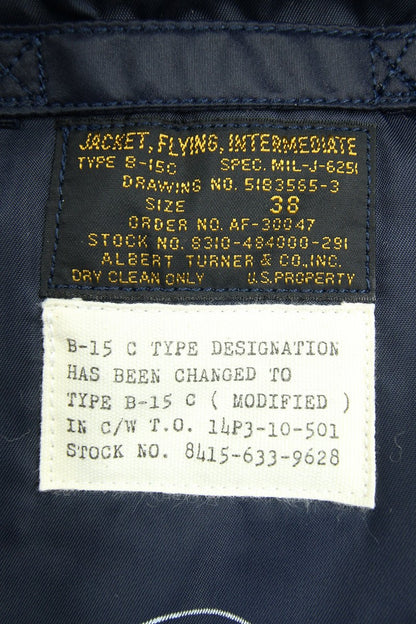 JACKET, FLYING, INTERMEDIATE
TYPE B-15C SPEC. MIL-J-6251
DRAWING NO. 5183565-3
SIZE 38
ORDER NO. AF-30047
STOCK NO. 8310-484000-291
ALBERT TURNER & CO., INC.
DRY CLEAN ONLY U.S. PROPERTY
B-15 C TYPE DESIGNATION
HAS BEEN CHANGED TO
TYPE B-15 C ( MODIFIED )
IN C/W T.O. 14P3-10-501
STOCK NO. 8415-633-9628